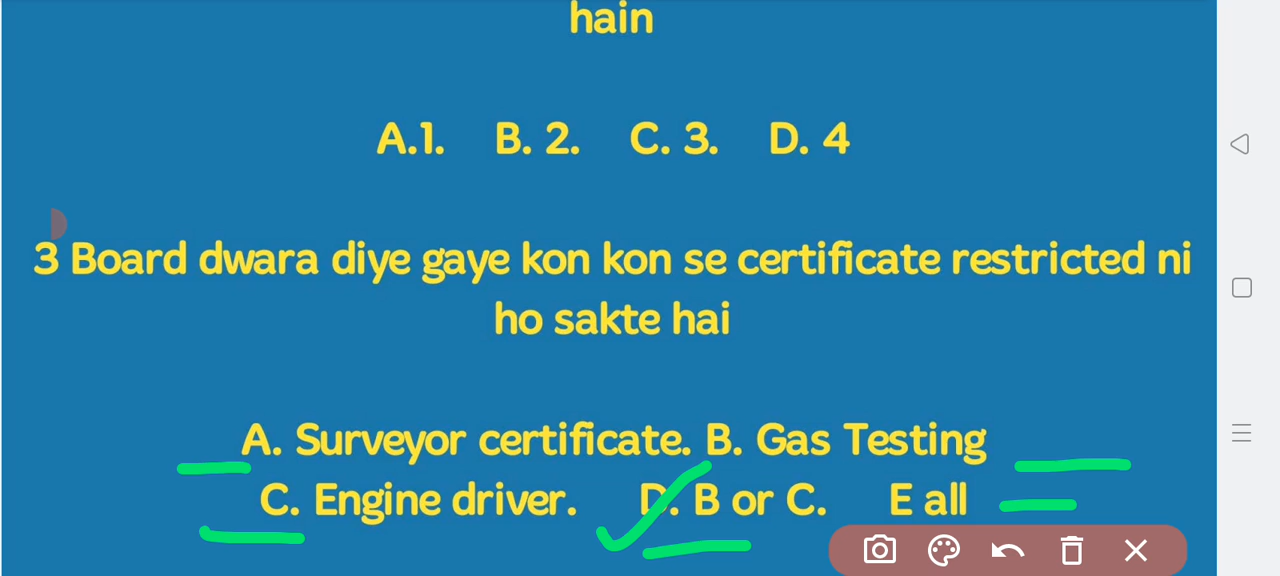 hain
A.1. B. 2. C. 3. D. 4
3 Board dwara diye gaye kon kon se certificate restricted ni
ho sakte hai
A. Surveyor certificate. B. Gas Testing
C. Engine driver. D. B or C. E all